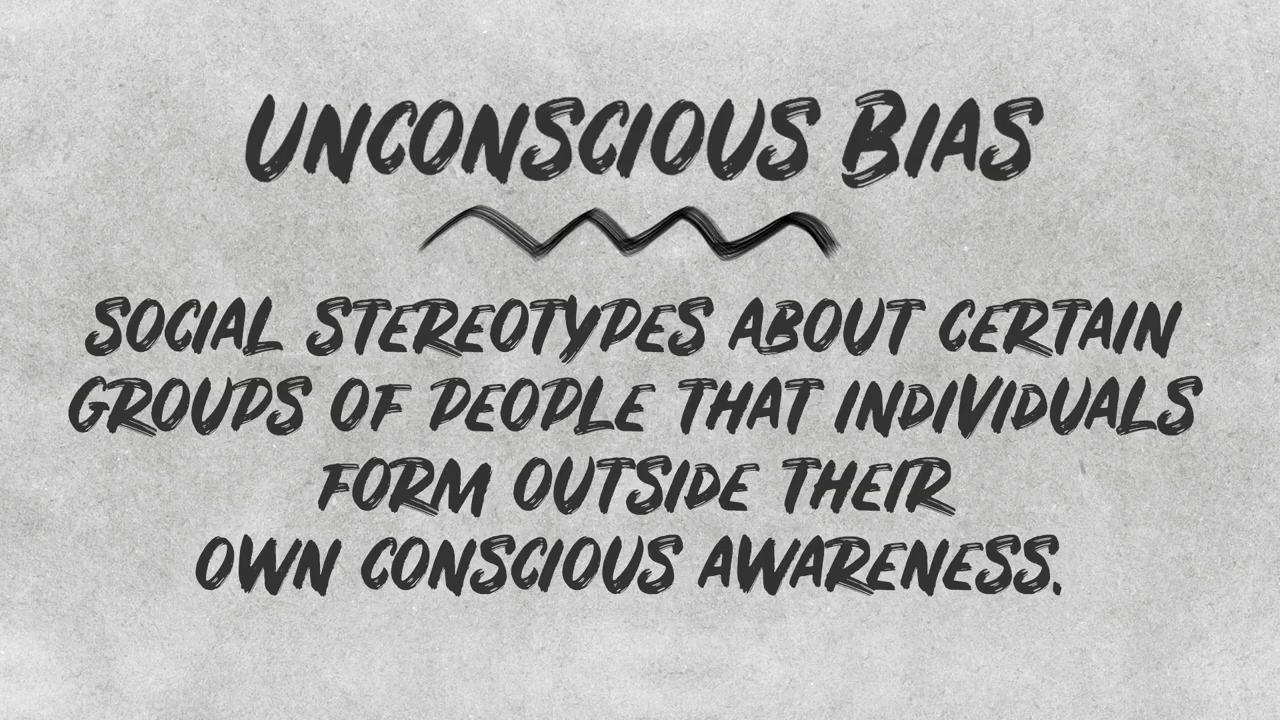 UNCONSCIOUS BIAS
SOCIAL STEREOTYPES ABOUT CERTAIN
GROUPS OF PEOPLE THAT INDIVIDUALS
FORM OUTSIDE THEIR
OWN CONSCIOUS AWARENESS.